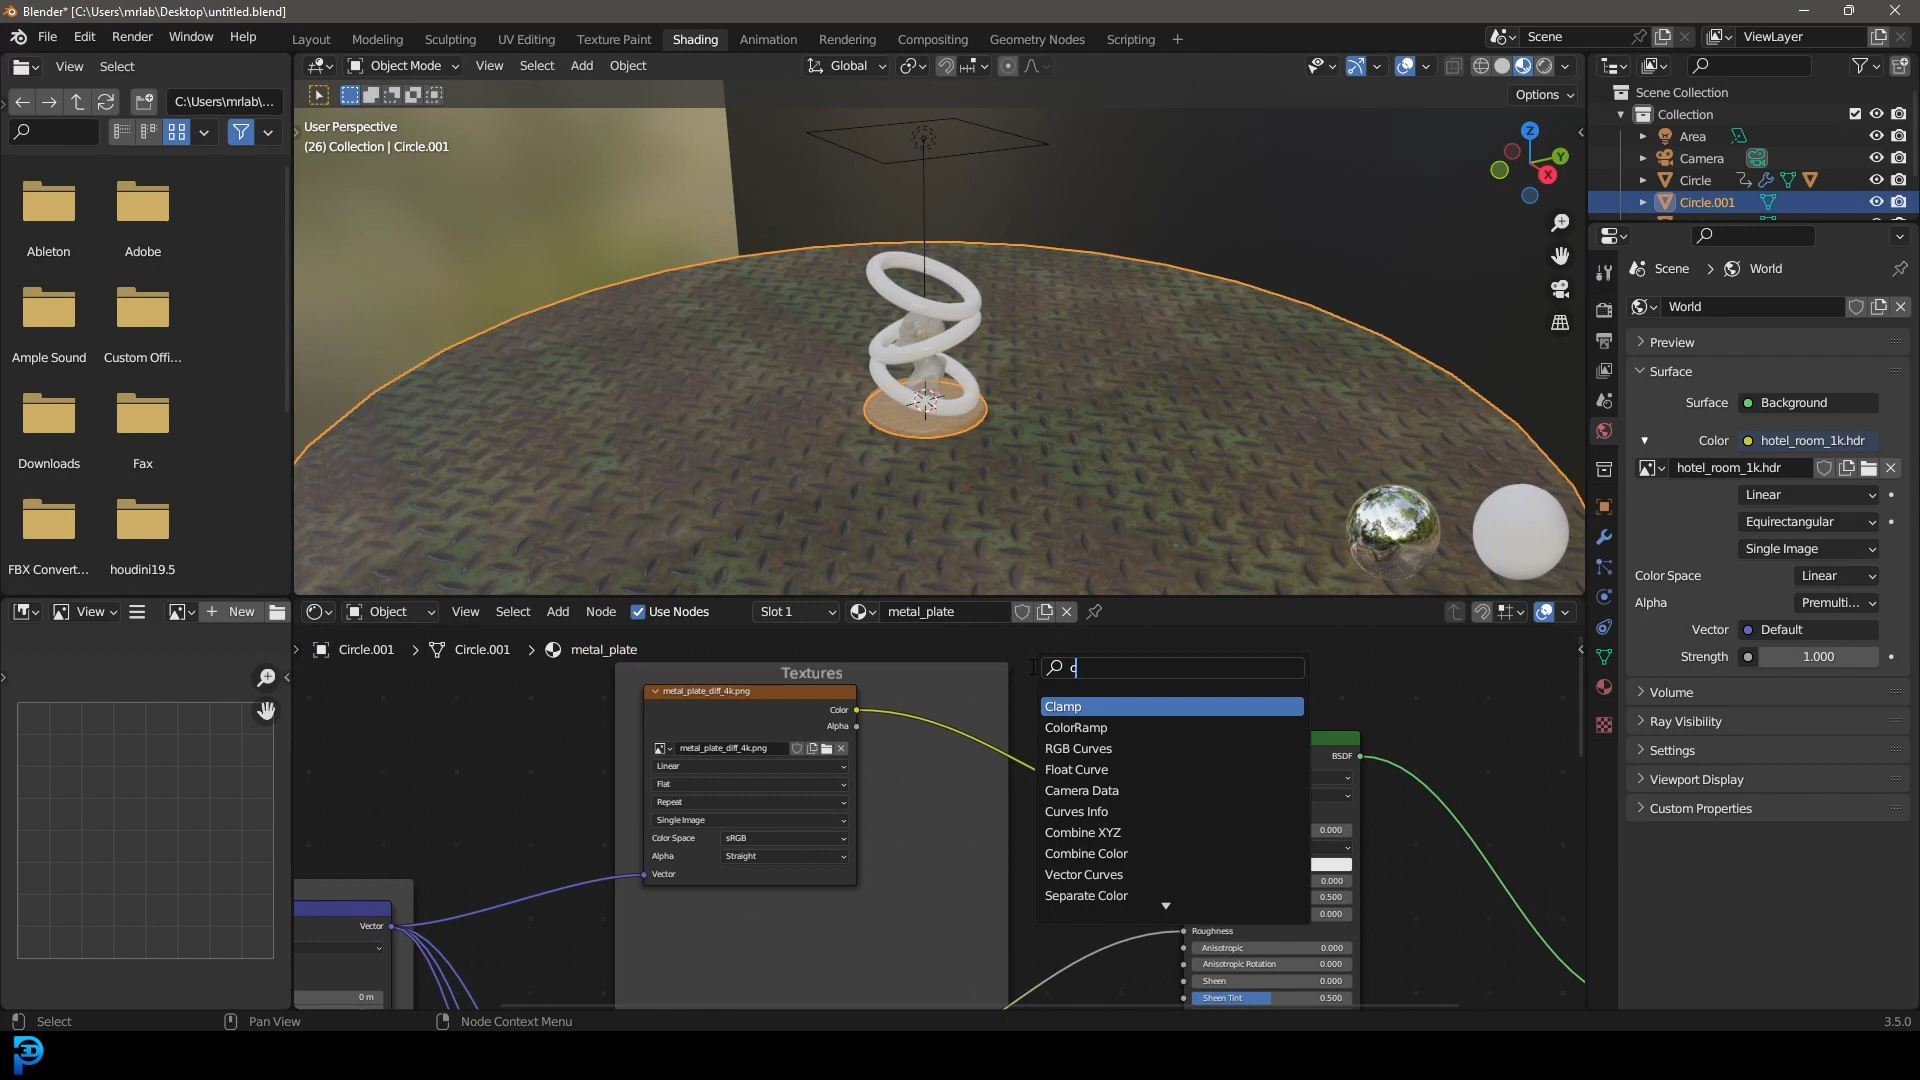 Blender* [C:\Users\mrlab\Desktop\untitled.blend]
File Edit Render Window Help
Layout Modeling Sculpting UV Editing Texture Paint Shading Animation Rendering Compositing Geometry Nodes Scripting +
Scene
ViewLayer
View Select
C:\Users\mrlab\...
Ableton
Adobe
Ample Sound
Custom Offi...
Downloads
Fax
FBX Convert...
houdini19.5
Object Mode View Select Add Object
Global
Options
User Perspective
(26) Collection | Circle.001
Z
Y
X
Scene Collection
Collection
Area
Camera
Circle
Circle.001
Scene > World
World
Preview
Surface
Surface Background
Color hotel_room_1k.hdr
hotel_room_1k.hdr
Linear
Equirectangular
Single Image
Color Space Linear
Alpha Premulti...
Vector Default
Strength 1.000
Volume
Ray Visibility
Settings
Viewport Display
Custom Properties
View
New
Object View Select Add Node Use Nodes Slot 1 metal_plate
Circle.001 > Circle.001 > metal_plate
Textures
metal_plate_diff_4k.png
Color
Alpha
metal_plate_diff_4k.png
Linear
Flat
Repeat
Single Image
Color Space sRGB
Alpha Straight
Vector
Vector
0 m
c
Clamp
ColorRamp
RGB Curves
Float Curve
Camera Data
Curves Info
Combine XYZ
Combine Color
Vector Curves
Separate Color
BSDF
0.000
0.000
0.500
0.000
Roughness
Anisotropic 0.000
Anisotropic Rotation 0.000
Sheen 0.000
Sheen Tint 0.500
Select
Pan View
Node Context Menu
3.5.0